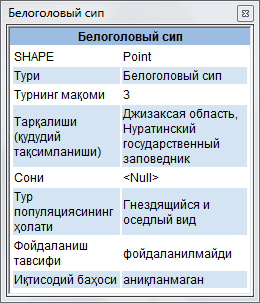 Белоголовый сип
Белоголовый сип
SHAPE Point
Тури Белоголовый сип
Турнинг мақоми 3
Тарқалиши (қудудий тақсимланиши) Джизаксая область, Нуратинский государственный заповедник
Сони <Null>
Тур популяциясининг ҳолати Гнездящийся и оседлый вид
Фойдаланиш тавсифи фойдаланилмайди
Иқтисодий баҳоси аниқланмаган